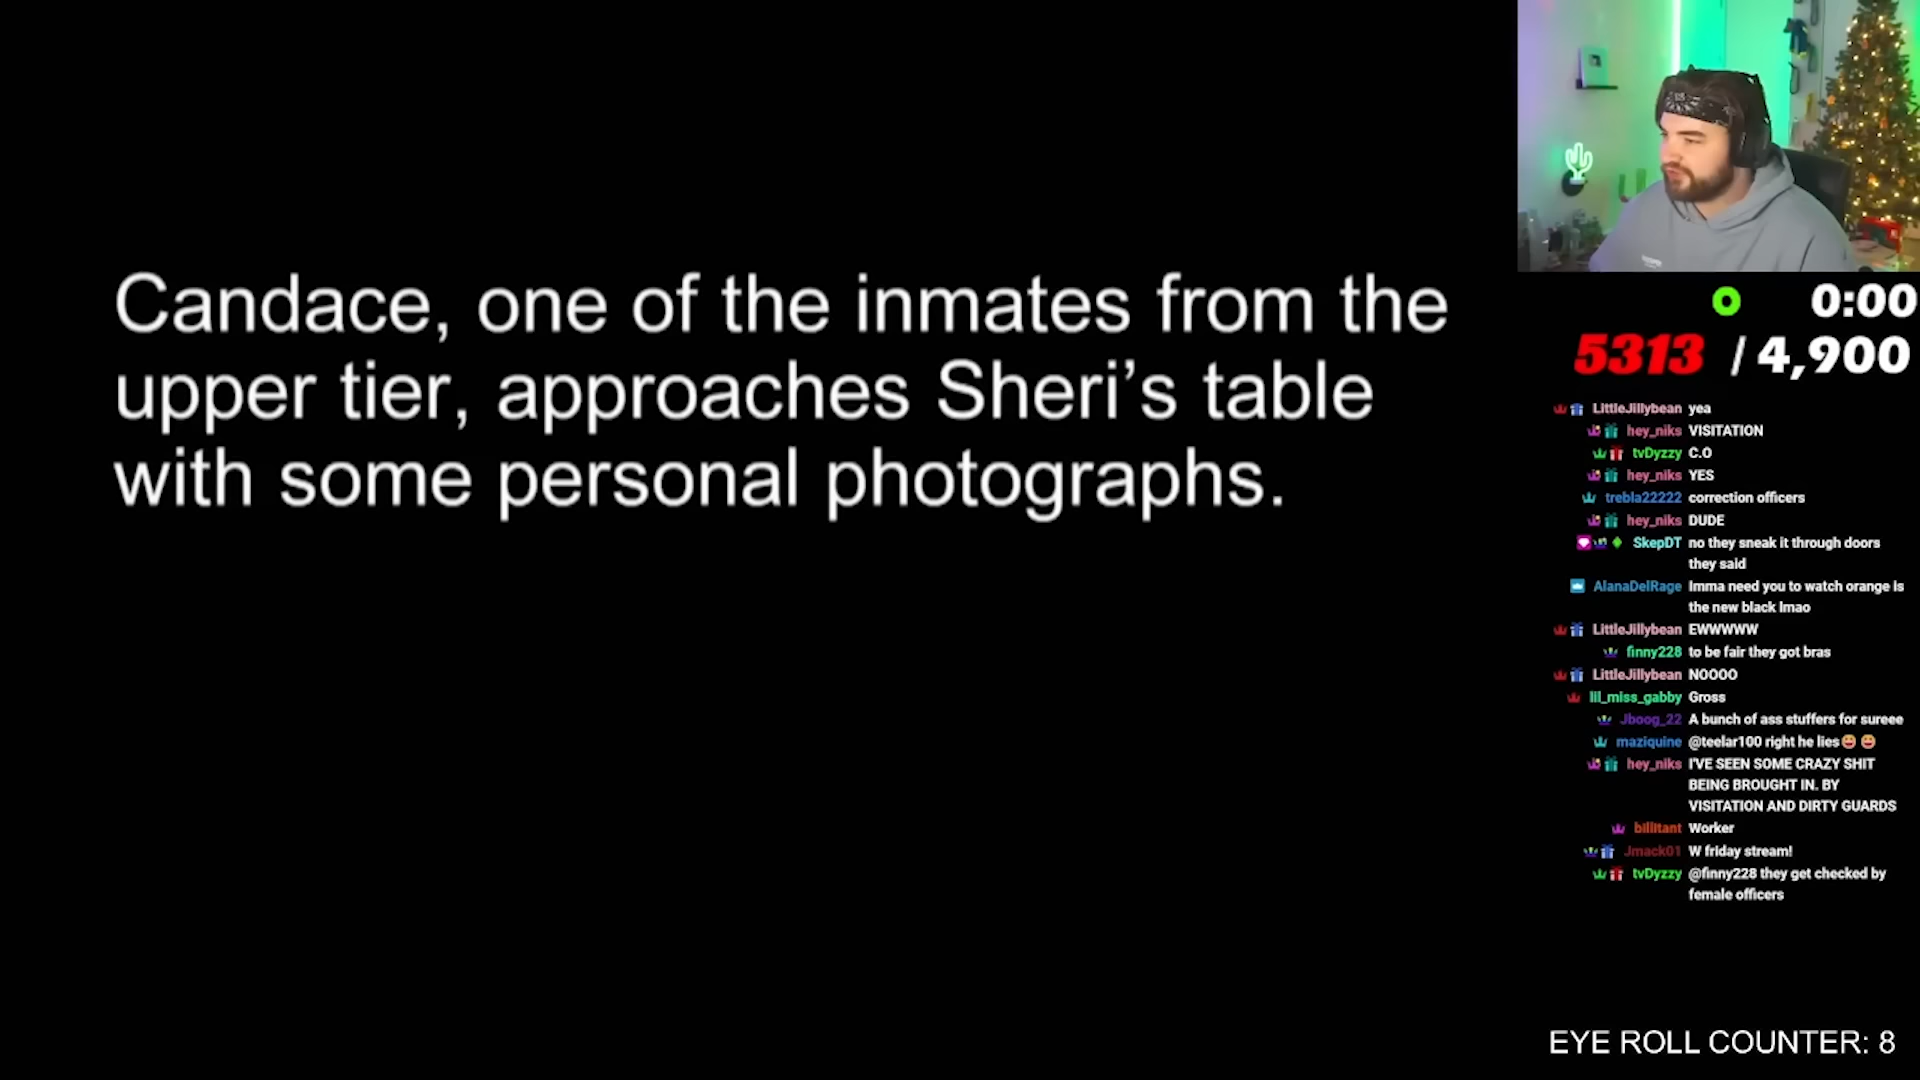 Candace, one of the inmates from the
upper tier, approaches Sheri’s table
with some personal photographs.
0:00
5313 / 4,900
LittleJillybean yea
hey_niks VISITATION
tvDyzzy C.O
hey_niks YES
trebla22222 correction officers
hey_niks DUDE
SkepDT no they sneak it through doors
they said
AlanaDelRage Imma need you to watch orange is
the new black lmao
LittleJillybean EWWWWW
finny228 to be fair they got bras
LittleJillybean NOOOO
lil_miss_gabby Gross
Jboog_22 A bunch of ass stuffers for sureee
maziquine @teelar100 right he lies
hey_niks I'VE SEEN SOME CRAZY SHIT
BEING BROUGHT IN. BY
VISITATION AND DIRTY GUARDS
billitant Worker
Jmack01 W friday stream!
tvDyzzy @finny228 they get checked by
female officers
EYE ROLL COUNTER: 8